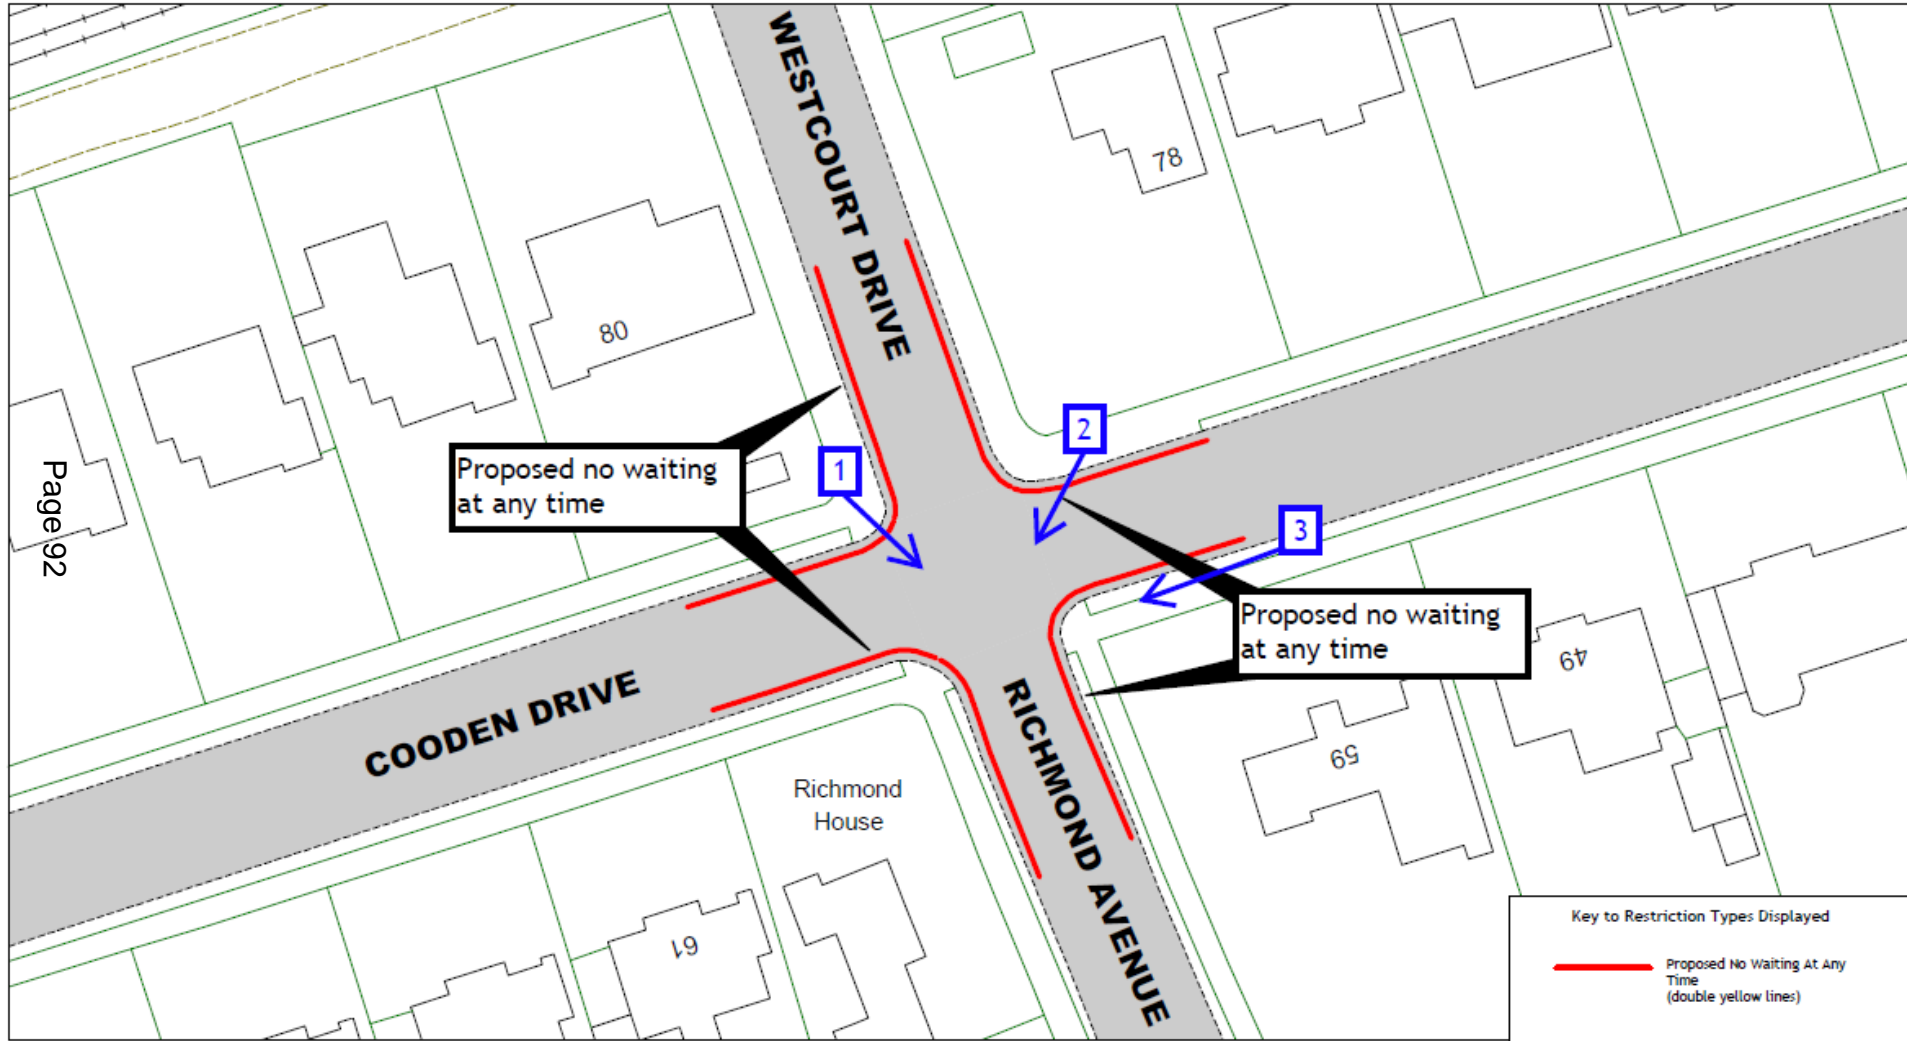 WESTCOURT DRIVE
78
80
2
Proposed no waiting
at any time
1
3
Page 92
Proposed no waiting
at any time
49
59
COODEN DRIVE
RICHMOND AVENUE
Richmond
House
61
Key to Restriction Types Displayed
Proposed No Waiting At Any
Time
(double yellow lines)